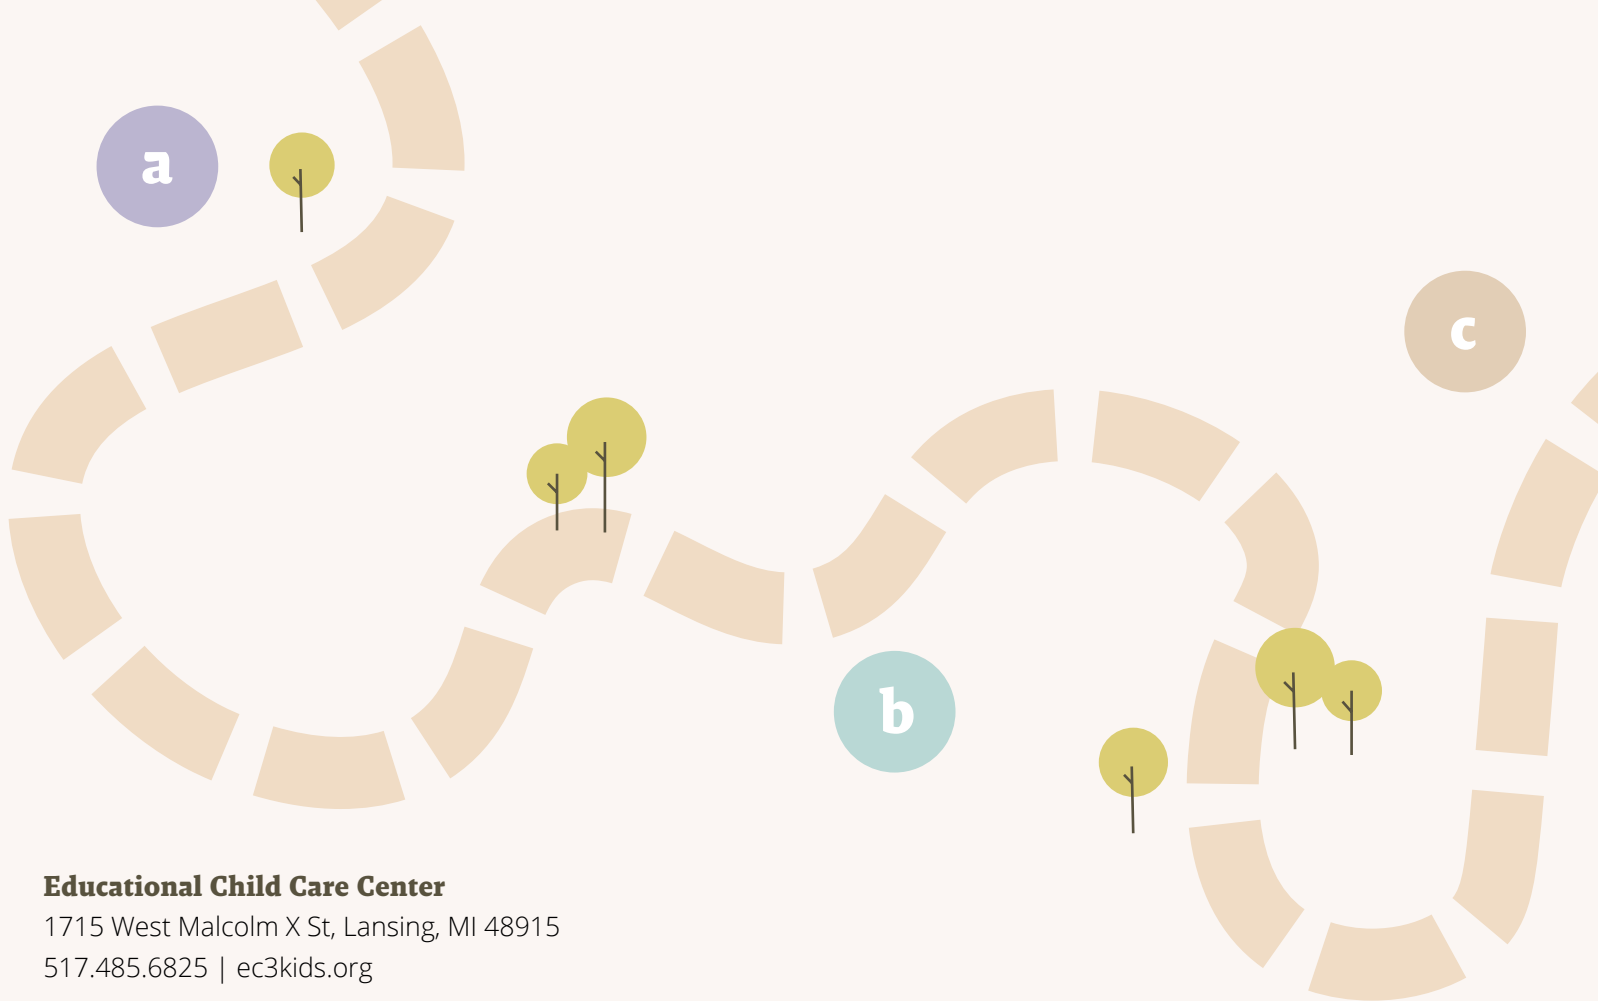 a
c
b
Educational Child Care Center
1715 West Malcolm X St, Lansing, MI 48915
517.485.6825 | ec3kids.org